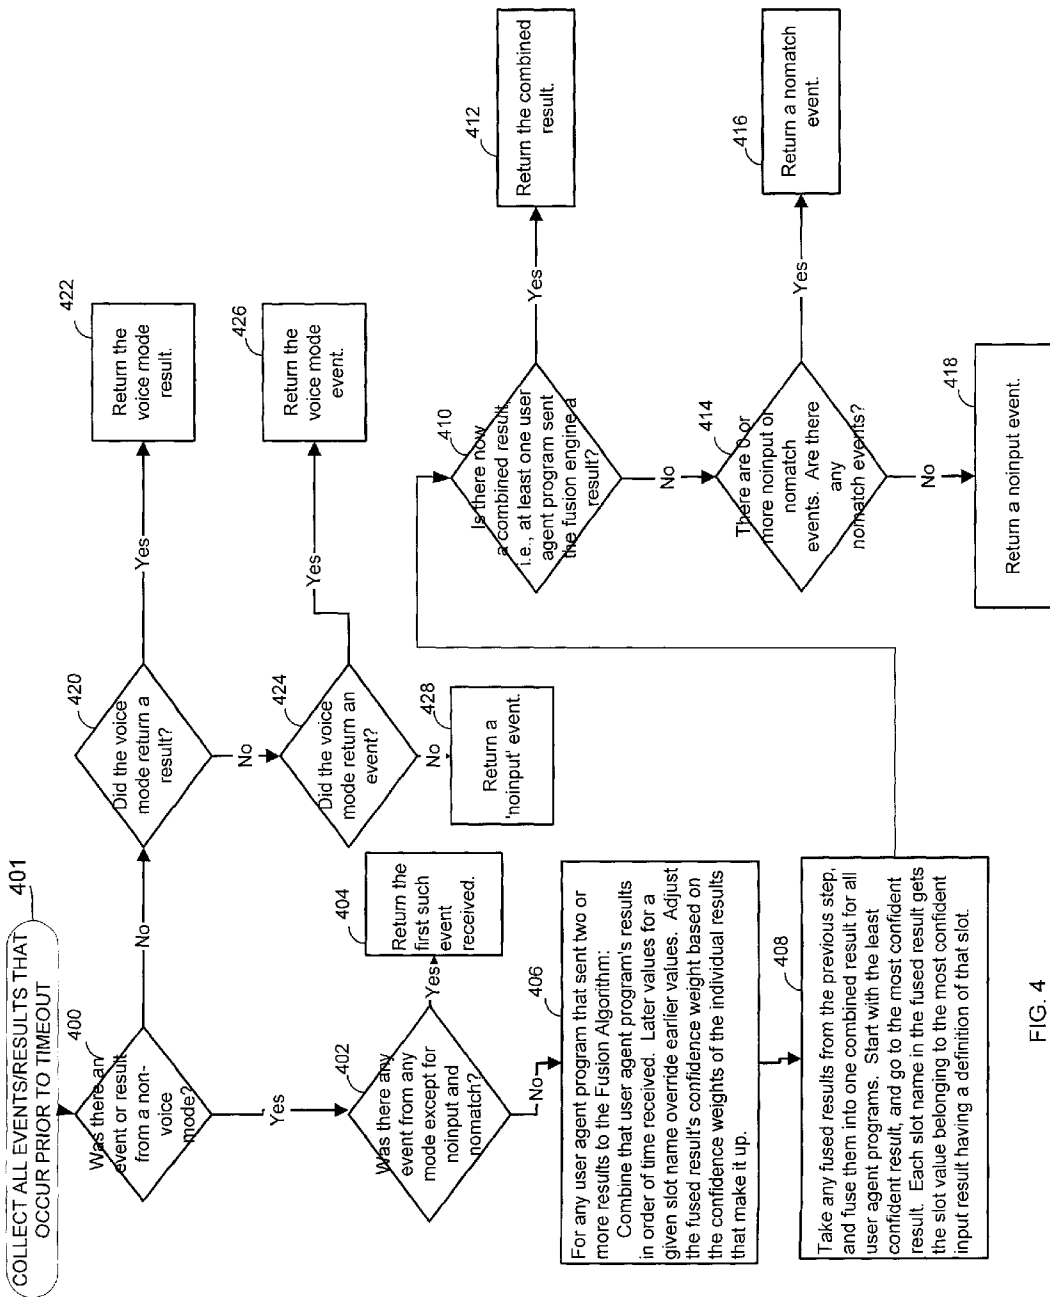 COLLECT ALL EVENTS/RESULTS THAT
OCCUR PRIOR TO TIMEOUT
401
400
Was there an
event or result
from a non-
voice
mode?
No
Yes
420
Did the voice
mode return a
result?
Yes
No
422
Return the
voice mode
result.
424
Did the voice
mode return an
event?
Yes
No
426
Return the
voice mode
event.
428
Return a
'noinput' event.
402
Was there any
event from any
mode except for
noinput and
nomatch?
Yes
No
404
Return the
first such
event
received.
406
For any user agent program that sent two or
more results to the Fusion Algorithm:
Combine that user agent program's results
in order of time received. Later values for a
given slot name override earlier values. Adjust
the fused result's confidence weight based on
the confidence weights of the individual results
that make it up.
408
Take any fused results from the previous step,
and fuse them into one combined result for all
user agent programs. Start with the least
confident result, and go to the most confident
result. Each slot name in the fused result gets
the slot value belonging to the most confident
input result having a definition of that slot.
410
Is there now
a combined result,
i.e., at least one user
agent program sent
the fusion engine a
result?
Yes
No
412
Return the combined
result.
414
There are 0 or
more noinput or
nomatch
events. Are there
any
nomatch events?
Yes
No
416
Return a nomatch
event.
418
Return a noinput event.
FIG. 4